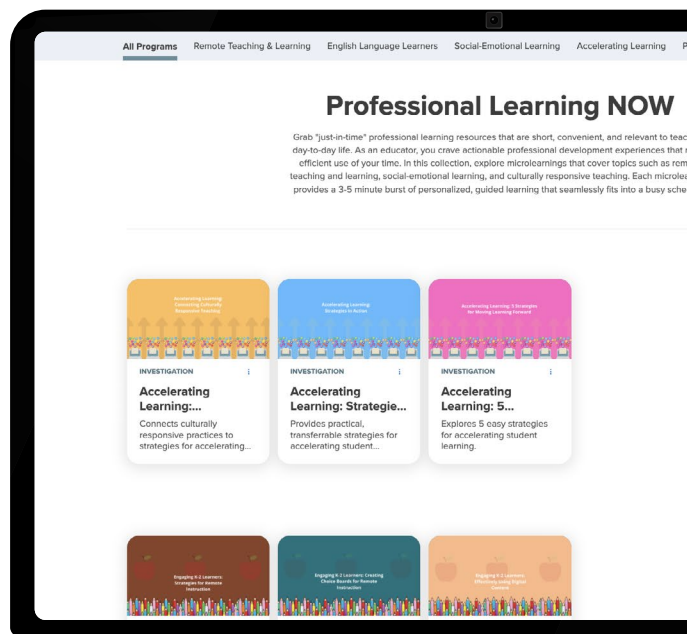 All Programs Remote Teaching & Learning English Language Learners Social-Emotional Learning Accelerating Learning
Professional Learning NOW
Grab "just-in-time" professional learning resources that are short, convenient, and relevant to
day-to-day life. As an educator, you crave actionable professional development experiences that
efficient use of your time. In this collection, explore microlearnings that cover topics such as
teaching and learning, social-emotional learning, and culturally responsive teaching. Each
provides a 3-5 minute burst of personalized, guided learning that seamlessly fits into a busy
Accelerating Learning:
Connecting Culturally
Responsive Teaching
INVESTIGATION
Accelerating
Learning:...
Connects culturally
responsive practices to
strategies for accelerating...
Accelerating Learning:
Strategies in Action
INVESTIGATION
Accelerating
Learning: Strategie...
Provides practical,
transferrable strategies for
accelerating student...
Accelerating Learning: 5 Strategies
for Moving Learning Forward
INVESTIGATION
Accelerating
Learning: 5...
Explores 5 easy strategies
for accelerating student
learning.
Engaging K-2 Learners:
Strategies for Remote
Instruction
Engaging K-2 Learners: Creating
Choice Boards for Remote
Instruction
Engaging K-2 Learners:
Effectively Using Digital